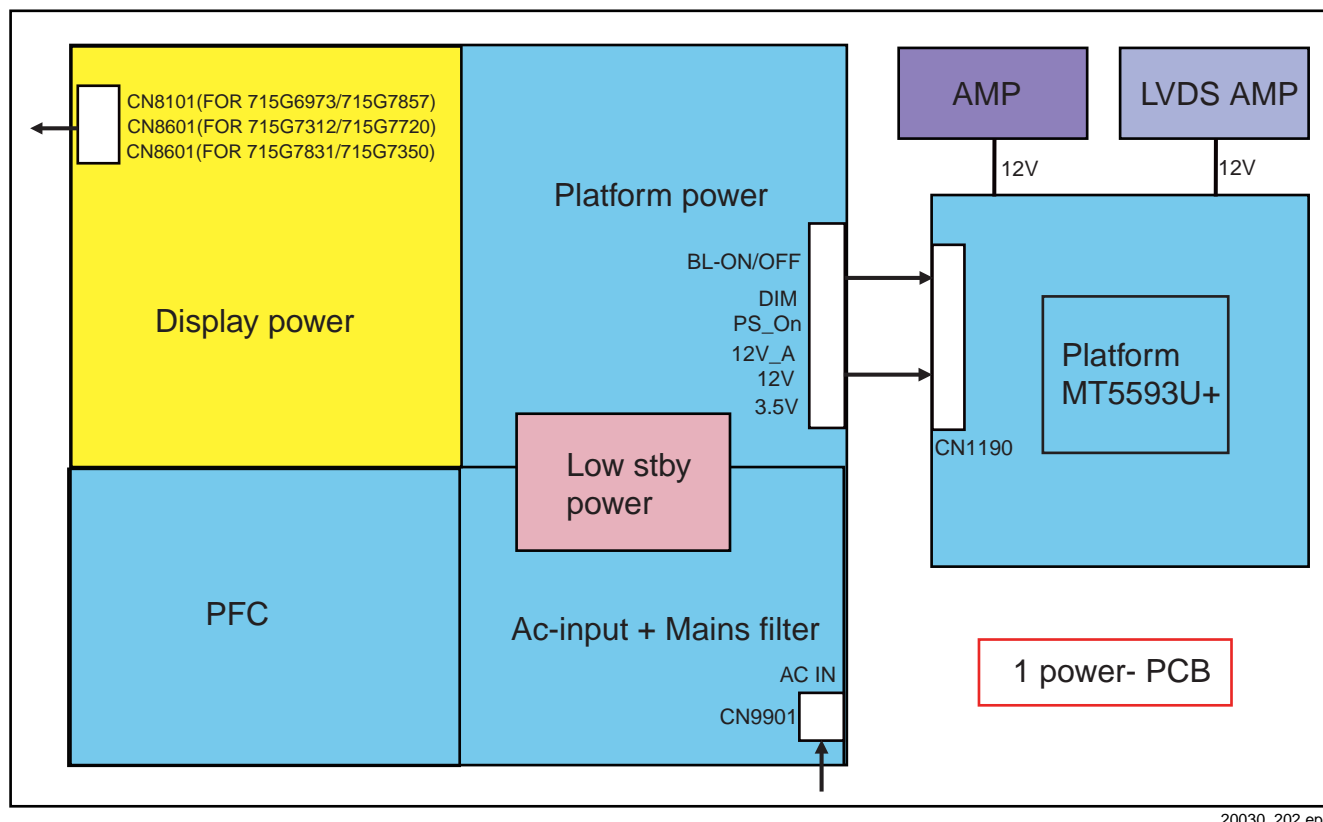 CN8101(FOR 715G6973/715G7857)
CN8601(FOR 715G7312/715G7720)
CN8601(FOR 715G7831/715G7350)
Display power
Platform power
BL-ON/OFF
DIM
PS_On
12V_A
12V
3.5V
Low stby
power
PFC
Ac-input + Mains filter
AC IN
CN9901
AMP
LVDS AMP
12V
12V
Platform
MT5593U+
CN1190
1 power- PCB
20030_202.ep